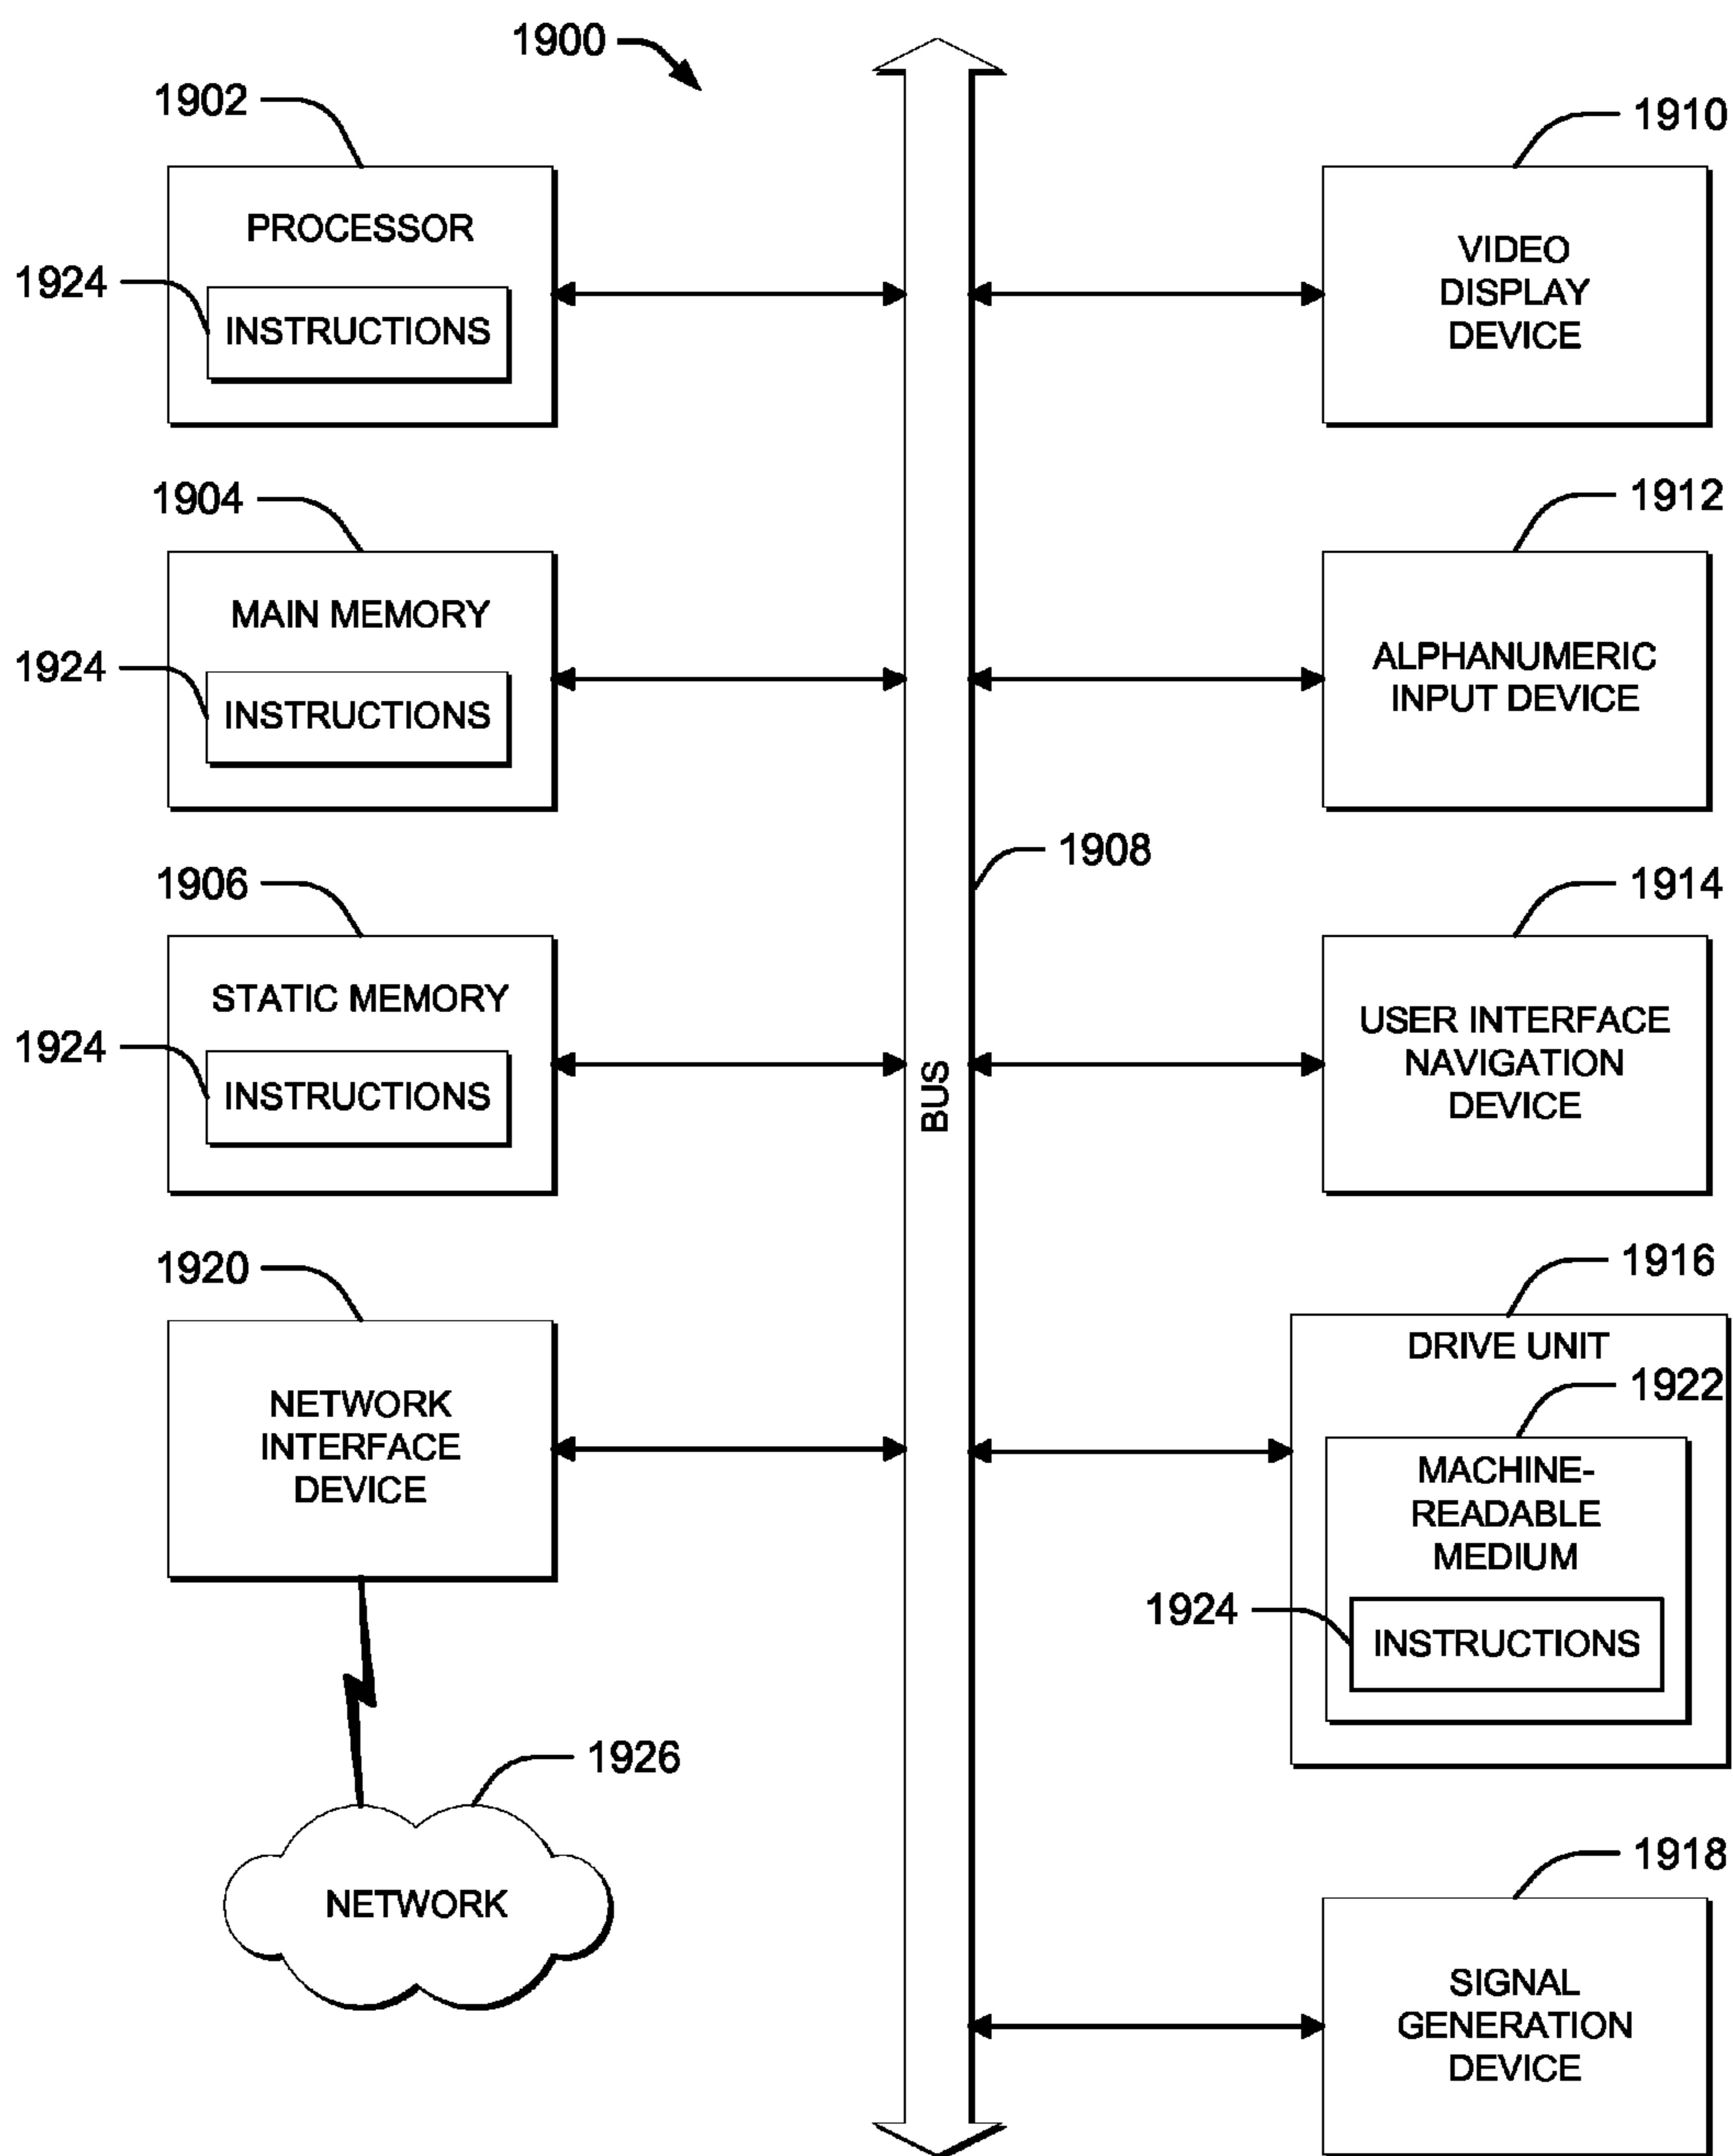 1900
1902
PROCESSOR
1924
INSTRUCTIONS
1904
MAIN MEMORY
1924
INSTRUCTIONS
1906
STATIC MEMORY
1924
INSTRUCTIONS
1920
NETWORK
INTERFACE
DEVICE
1926
NETWORK
BUS
1908
1910
VIDEO
DISPLAY
DEVICE
1912
ALPHANUMERIC
INPUT DEVICE
1914
USER INTERFACE
NAVIGATION
DEVICE
1916
DRIVE UNIT
1922
MACHINE-
READABLE
MEDIUM
1924
INSTRUCTIONS
1918
SIGNAL
GENERATION
DEVICE